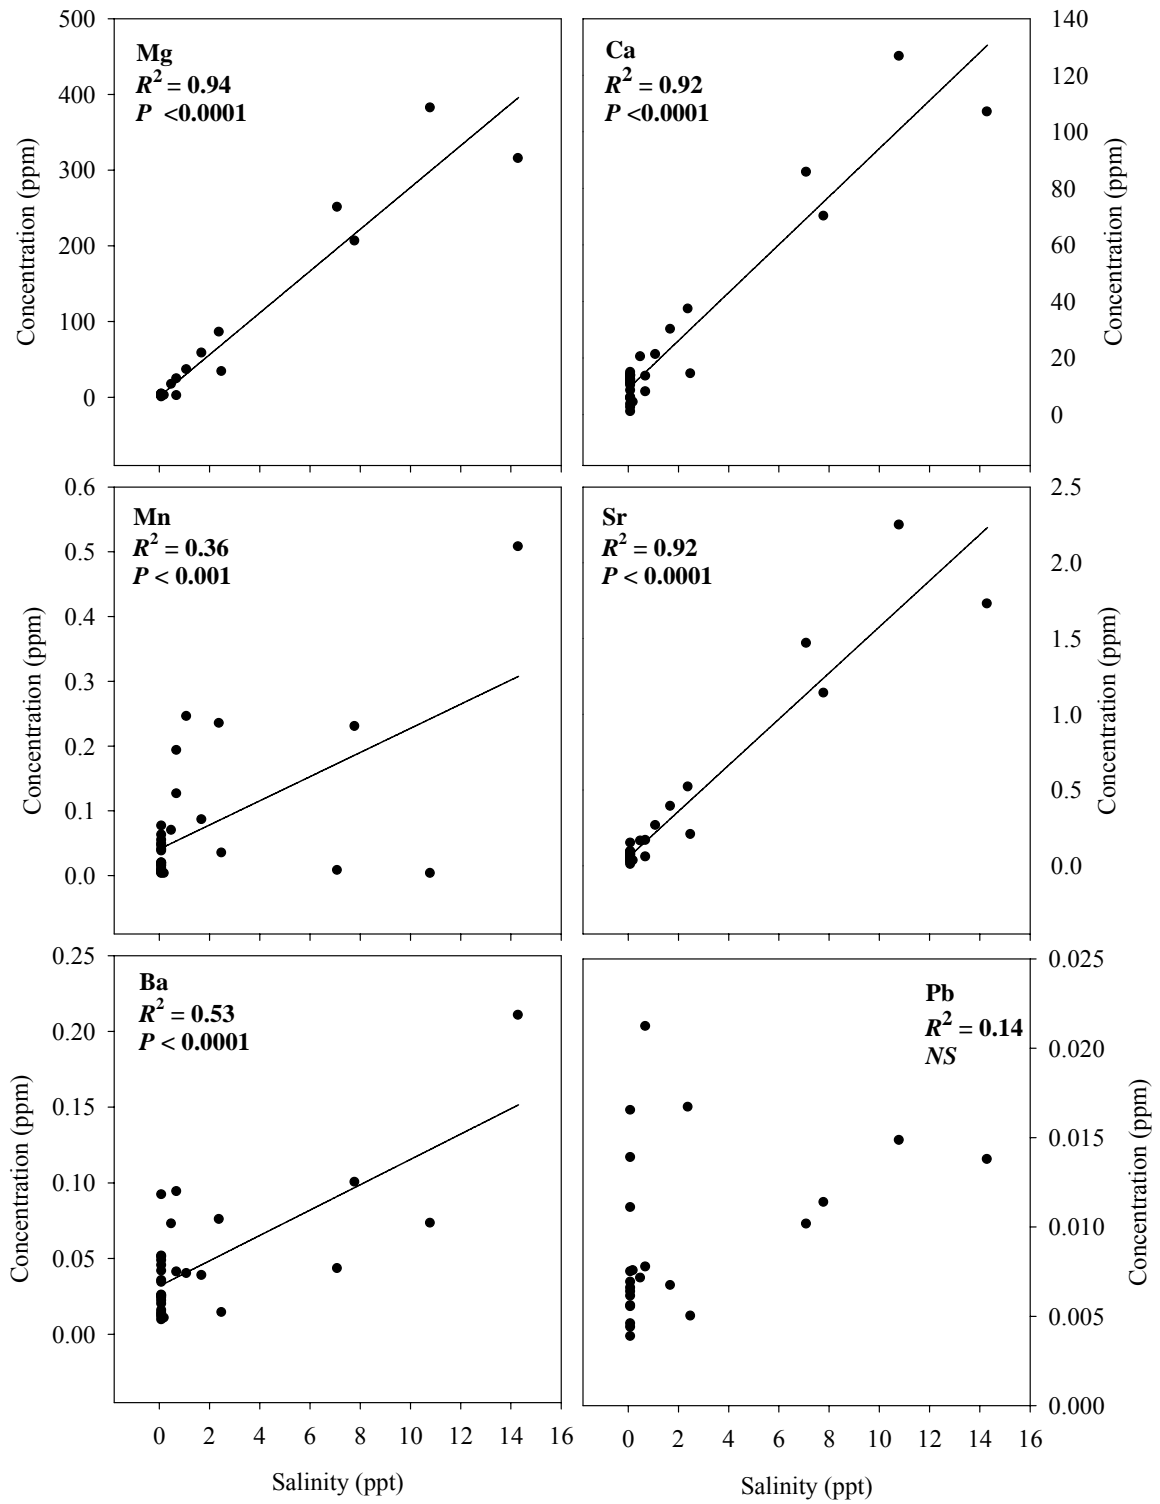 Mg
R² = 0.94
P <0.0001
500
400
300
200
100
0
Concentration (ppm)
Ca
R² = 0.92
P <0.0001
140
120
100
80
60
40
20
0
Concentration (ppm)
Mn
R² = 0.36
P < 0.001
0.6
0.5
0.4
0.3
0.2
0.1
0.0
Concentration (ppm)
Sr
R² = 0.92
P < 0.0001
2.5
2.0
1.5
1.0
0.5
0.0
Concentration (ppm)
Ba
R² = 0.53
P < 0.0001
0.25
0.20
0.15
0.10
0.05
0.00
Concentration (ppm)
0 2 4 6 8 10 12 14 16
Salinity (ppt)
Pb
R² = 0.14
NS
0.025
0.020
0.015
0.010
0.005
0.000
Concentration (ppm)
0 2 4 6 8 10 12 14 16
Salinity (ppt)